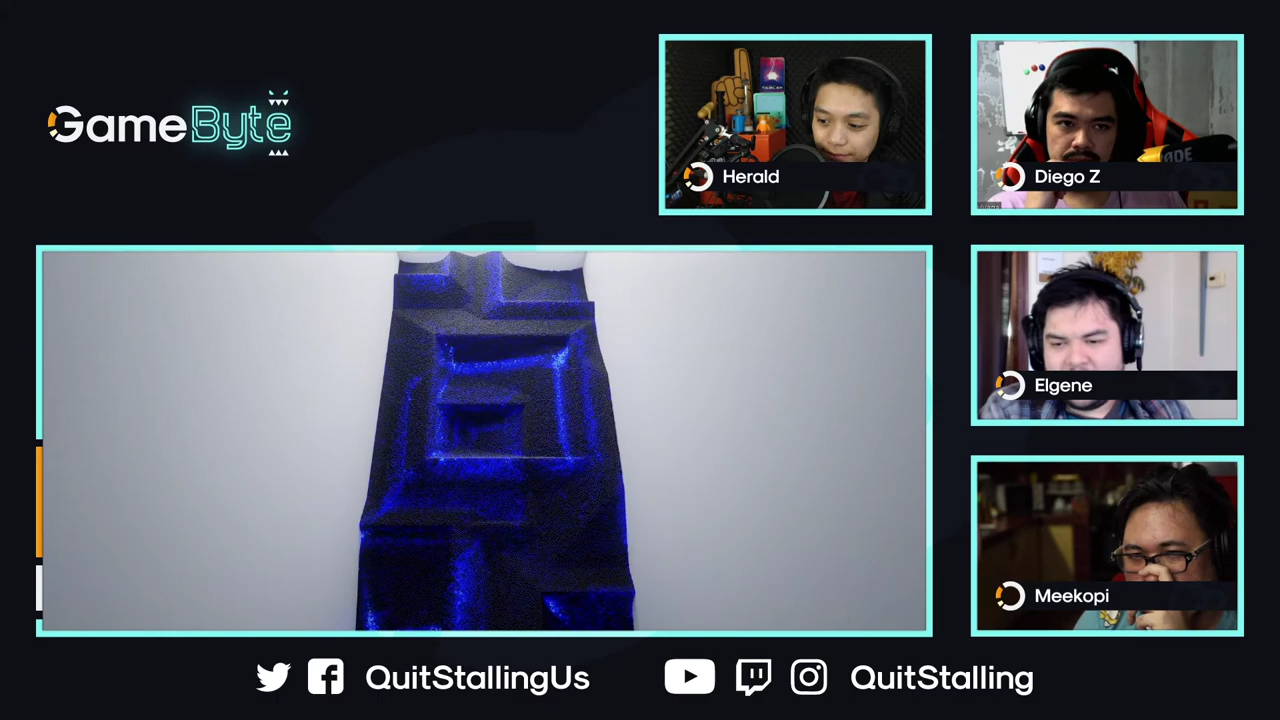 GameByte
Herald
Diego Z
Elgene
Meekopi
QuitStallingUs
QuitStalling